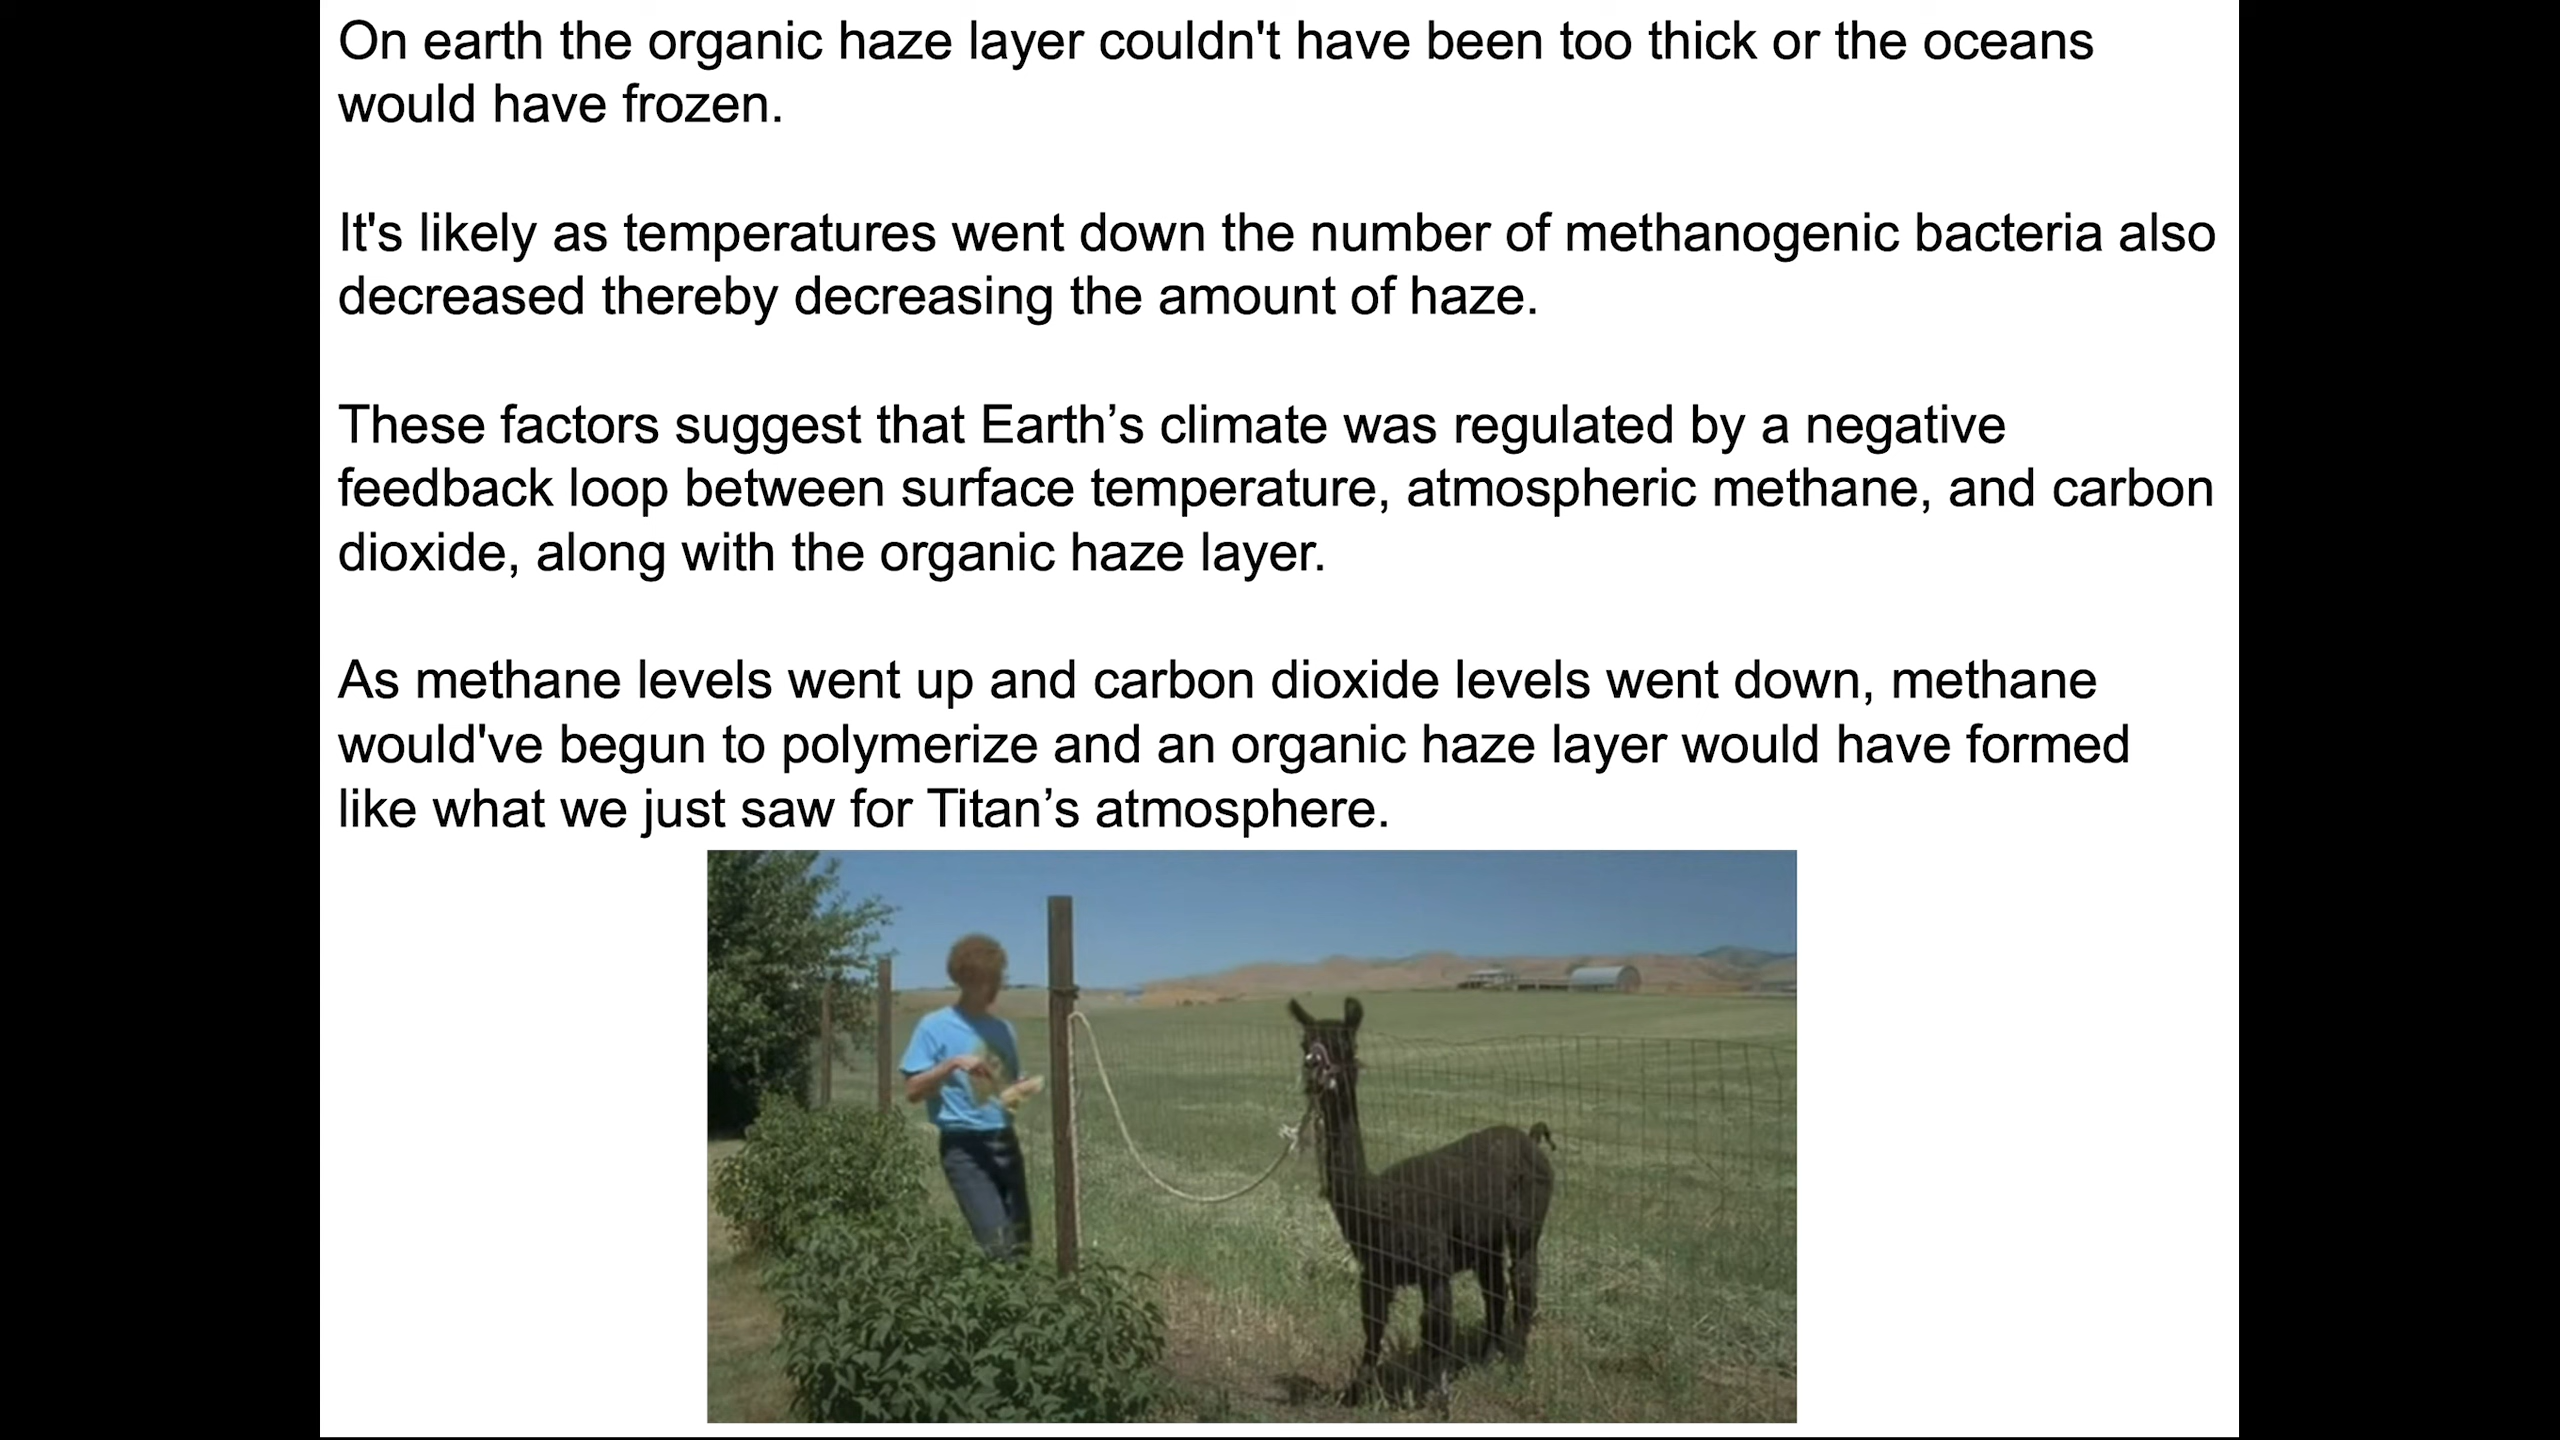 On earth the organic haze layer couldn't have been too thick or the oceans
would have frozen.
It's likely as temperatures went down the number of methanogenic bacteria also
decreased thereby decreasing the amount of haze.
These factors suggest that Earth’s climate was regulated by a negative
feedback loop between surface temperature, atmospheric methane, and carbon
dioxide, along with the organic haze layer.
As methane levels went up and carbon dioxide levels went down, methane
would've begun to polymerize and an organic haze layer would have formed
like what we just saw for Titan’s atmosphere.